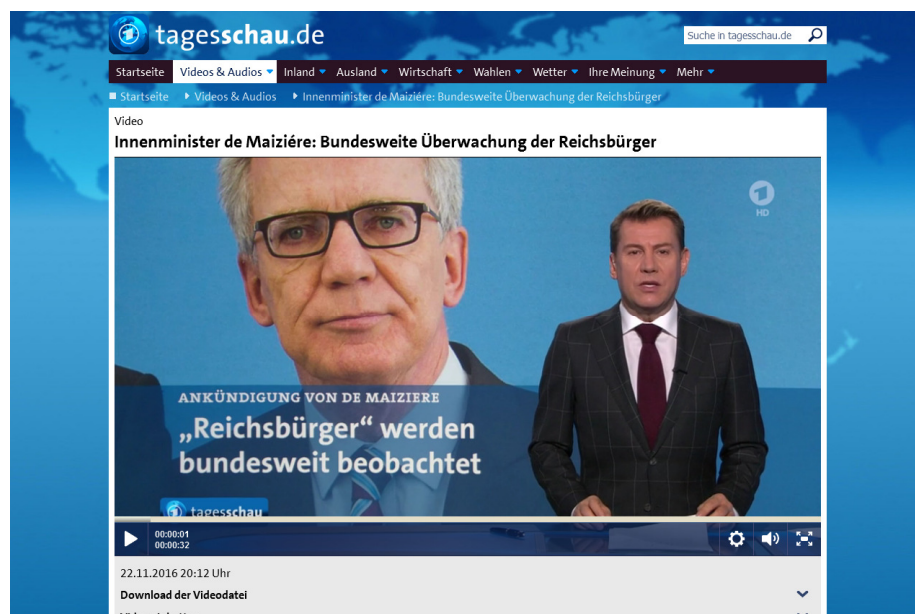 tagesschau.de
Suche in tagesschau.de
Startseite Videos & Audios Inland Ausland Wirtschaft Wahlen Wetter Ihre Meinung Mehr
Startseite Videos & Audios Innenminister de Maiziére: Bundesweite Überwachung der Reichsbürger
Video
Innenminister de Maiziére: Bundesweite Überwachung der Reichsbürger
1
HD
ANKÜNDIGUNG VON DE MAIZIERE
„Reichsbürger“ werden
bundesweit beobachtet
tagesschau
00:00:01
00:00:32
22.11.2016 20:12 Uhr
Download der Videodatei